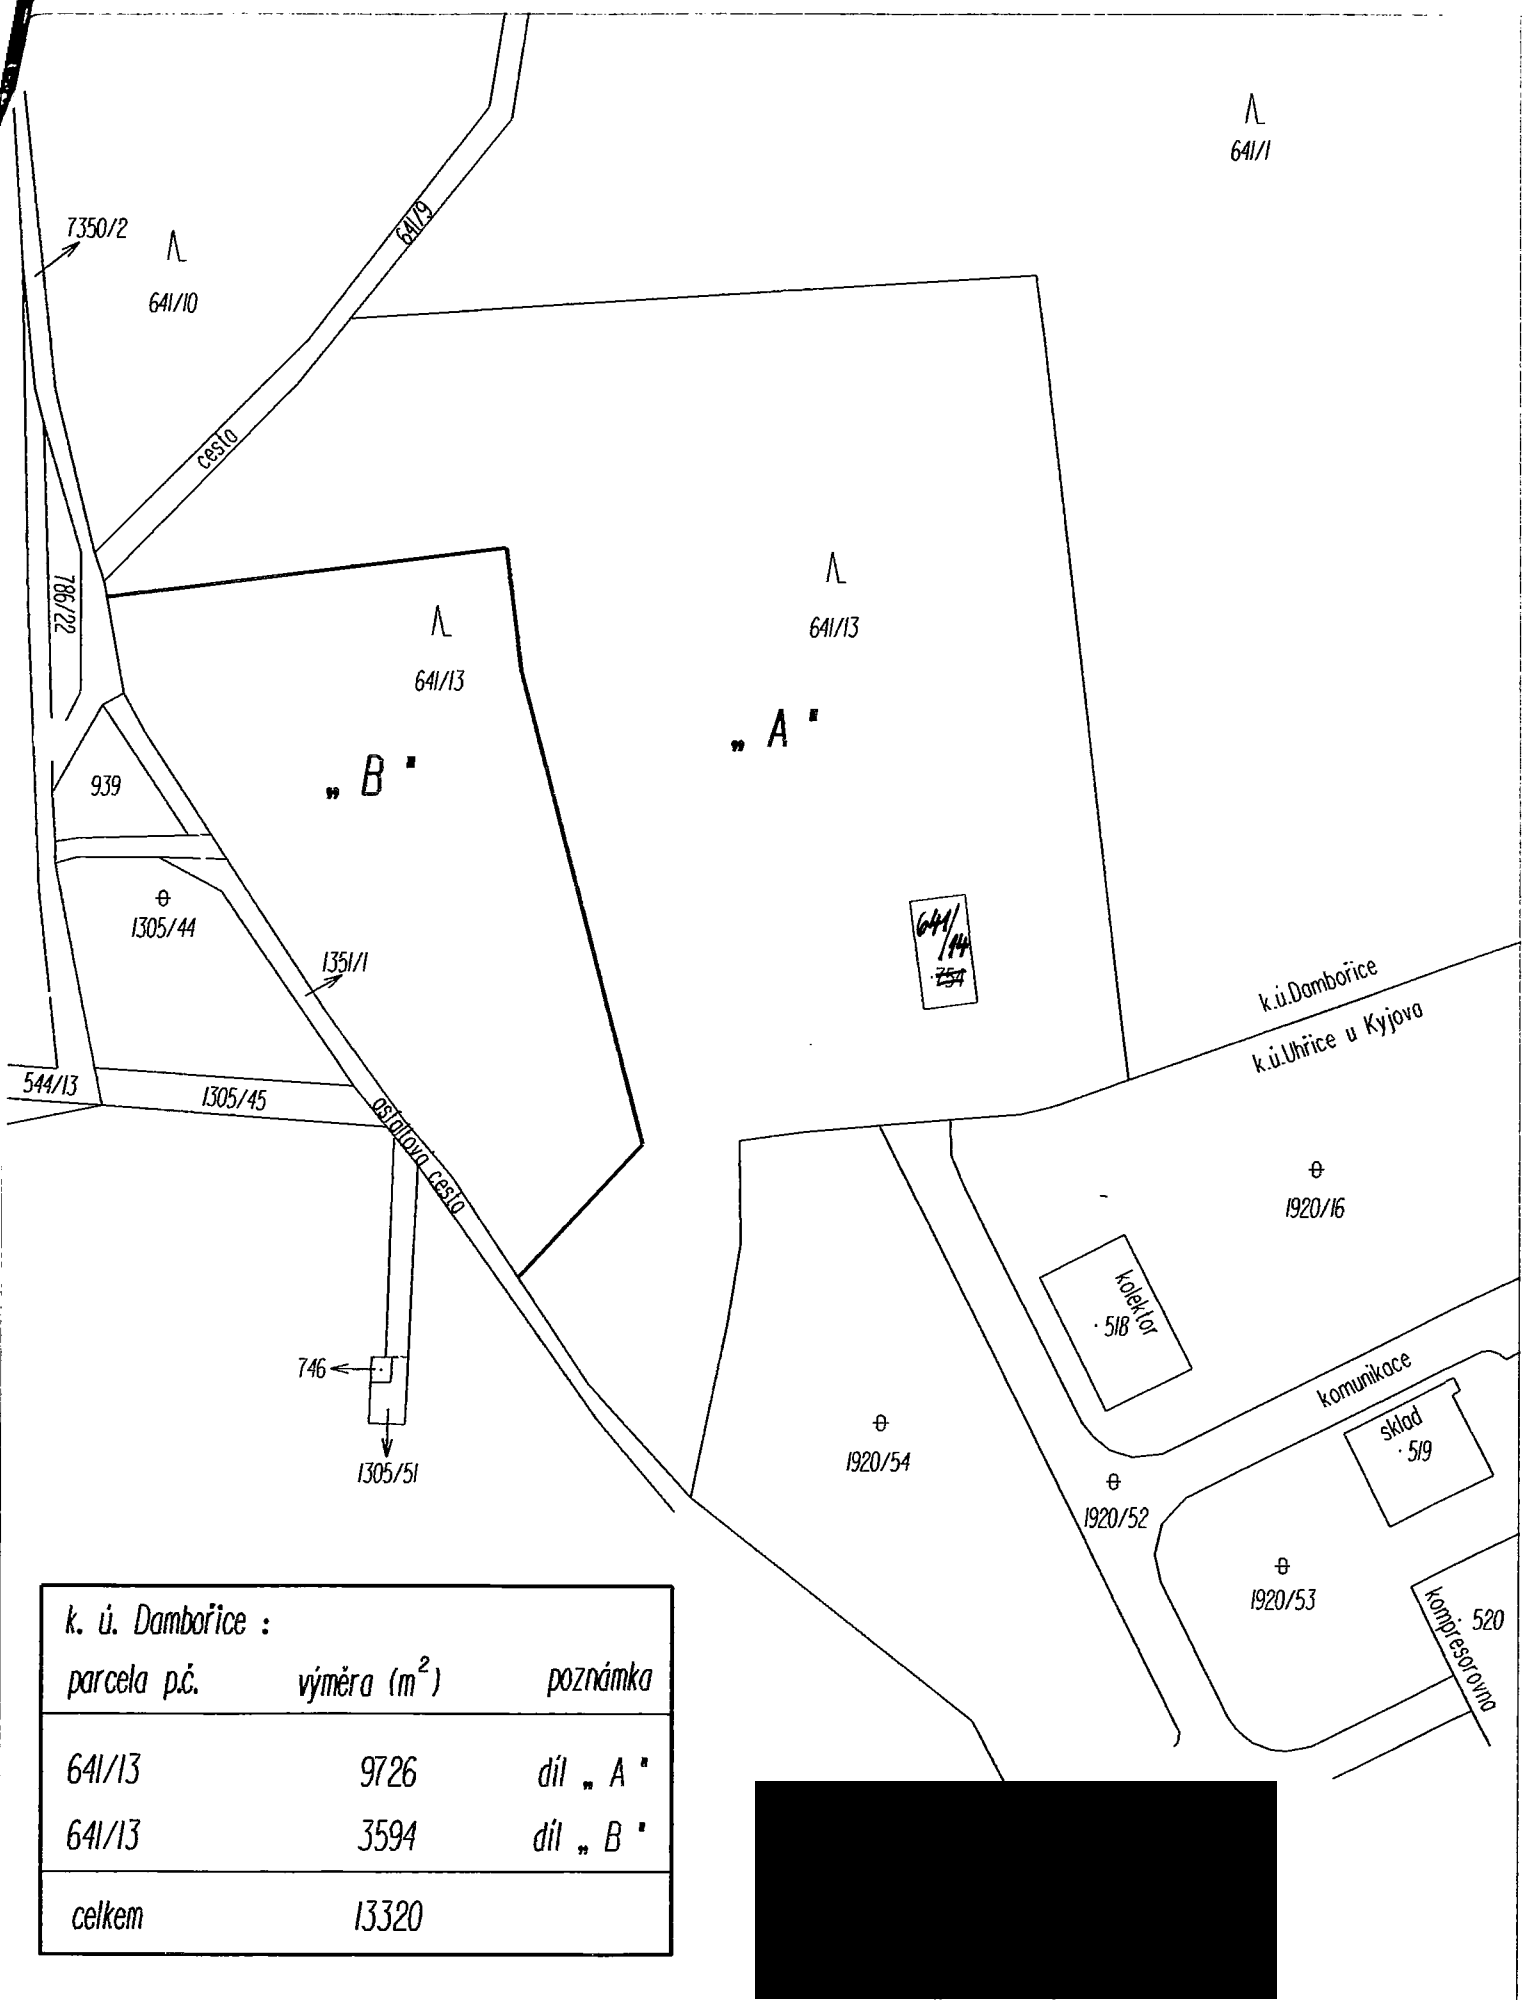 641/1
7350/2
641/9
641/10
cesta
786/22
641/13
641/13
„ A "
„ B "
939
641/14
754
1305/44
1351/1
k.ú.Dambořice
k.ú.Uhřice u Kyjova
544/13
1305/45
asfaltová cesta
1920/16
kolektor
518
746
komunikace
sklad
519
1920/54
1305/51
1920/52
1920/53
kompresorovna
520
k. ú. Dambořice :
parcela p.č. výměra (m²) poznámka
641/13 9726 díl „ A "
641/13 3594 díl „ B "
celkem 13320